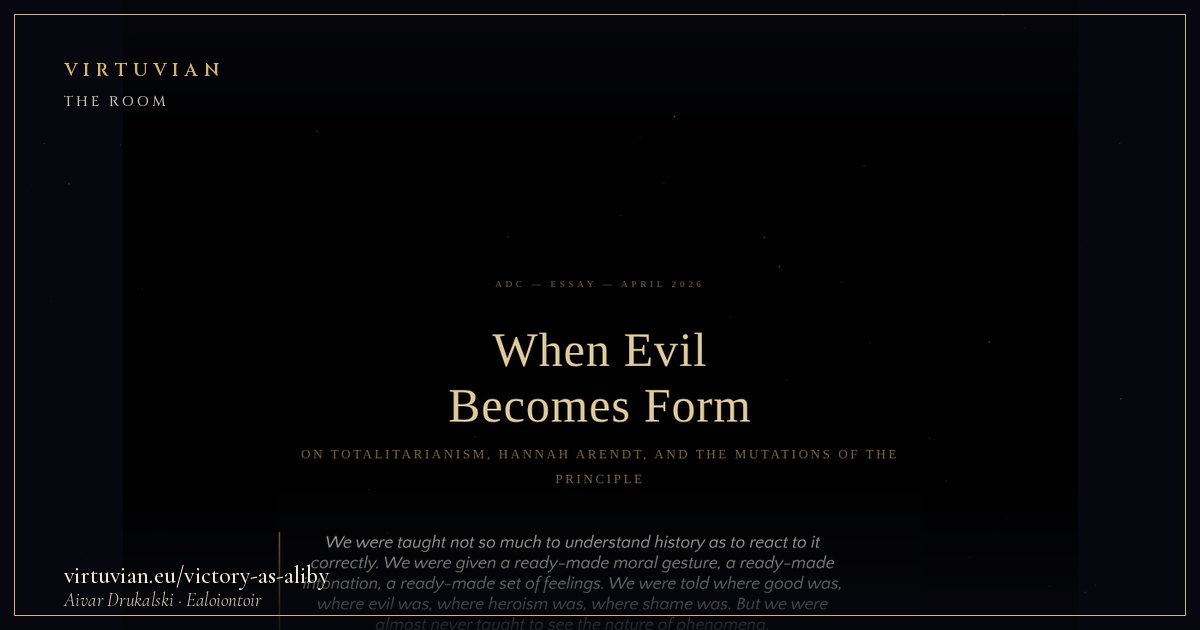 VIRTUVIAN
THE ROOM
ADC — ESSAY — APRIL 2026
When Evil
Becomes Form
ON TOTALITARIANISM, HANNAH ARENDT, AND THE MUTATIONS OF THE
PRINCIPLE
We were taught not so much to understand history as to react to it
correctly. We were given a ready-made moral gesture, a ready-made
intonation, a ready-made set of feelings. We were told where good was,
where evil was, where heroism was, where shame was. But we were
almost never taught to see the nature of phenomena.
virtuvian.eu/victory-as-aliby
Aivar Drukalski · Ealoiontoir